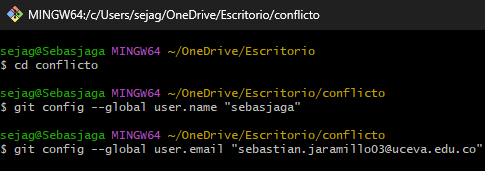 MINGW64:/c/Users/sejag/OneDrive/Escritorio/conflicto
sejag@Sebasjaga MINGW64 ~/OneDrive/Escritorio
$ cd conflicto
sejag@Sebasjaga MINGW64 ~/OneDrive/Escritorio/conflicto
$ git config --global user.name "sebasjaga"
sejag@Sebasjaga MINGW64 ~/OneDrive/Escritorio/conflicto
$ git config --global user.email "sebastian.jaramillo03@uceva.edu.co"